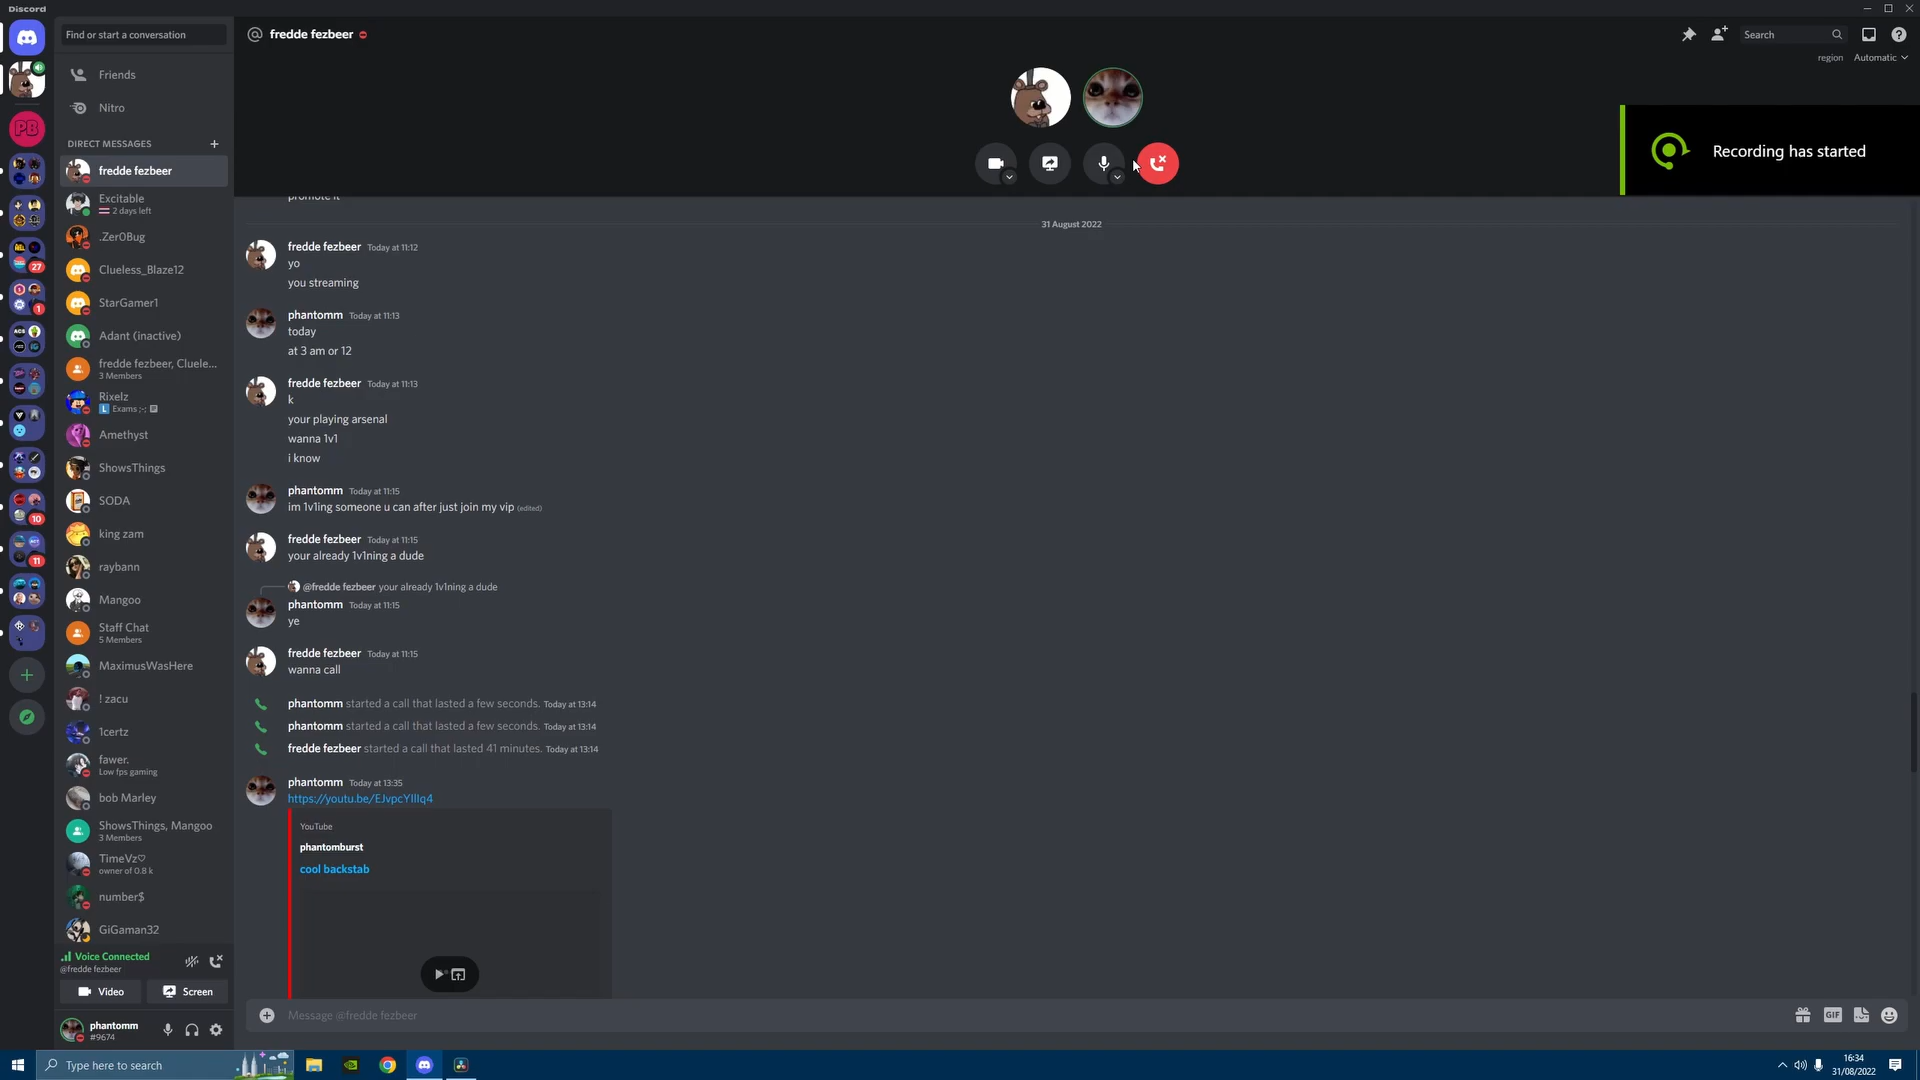 Discord
Find or start a conversation
Friends
Nitro
DIRECT MESSAGES
fredde fezbeer
Excitable
2 days left
.Zer0Bug
Clueless_Blaze12
StarGamer1
Adant (inactive)
fredde fezbeer, Cluele...
3 Members
Rixelz
Exams ;-;
Amethyst
ShowsThings
SODA
king zam
raybann
Mangoo
Staff Chat
5 Members
MaximusWasHere
! zacu
1certz
fawer.
Low fps gaming
bob Marley
ShowsThings, Mangoo
3 Members
TimeVz♡
owner of 0.8 k
number$
GiGaman32
Voice Connected
@fredde fezbeer
Video
Screen
phantomm
#9674
PB
27
1
10
11
fredde fezbeer
Search
region
Automatic
Recording has started
promote it
31 August 2022
fredde fezbeer Today at 11:12
yo
you streaming
phantomm Today at 11:13
today
at 3 am or 12
fredde fezbeer Today at 11:13
k
your playing arsenal
wanna 1v1
i know
phantomm Today at 11:15
im 1v1ing someone u can after just join my vip (edited)
fredde fezbeer Today at 11:15
your already 1v1ning a dude
@fredde fezbeer your already 1v1ning a dude
phantomm Today at 11:15
ye
fredde fezbeer Today at 11:15
wanna call
phantomm started a call that lasted a few seconds. Today at 13:14
phantomm started a call that lasted a few seconds. Today at 13:14
fredde fezbeer started a call that lasted 41 minutes. Today at 13:14
phantomm Today at 13:35
https://youtu.be/EJvpcYIlIq4
YouTube
phantomburst
cool backstab
Message @fredde fezbeer
GIF
Type here to search
16:34
31/08/2022